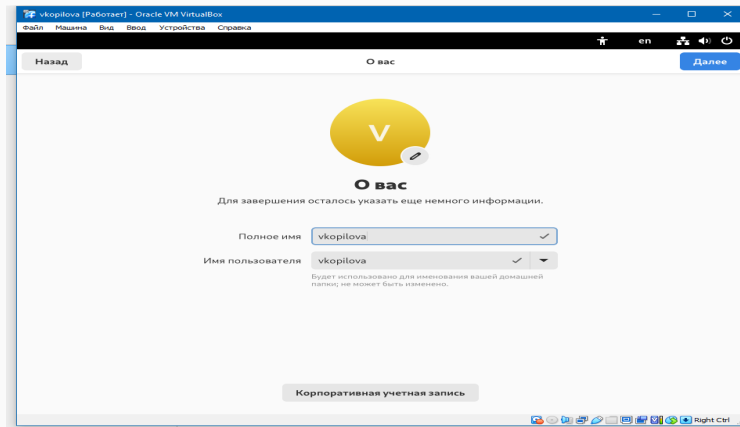 vkopilova [Работает] - Oracle VM VirtualBox
Файл Машина Вид Ввод Устройства Справка
en
Назад
О вас
Далее
V
О вас
Для завершения осталось указать еще немного информации.
Полное имя vkopilova
Имя пользователя vkopilova
Будет использовано для именования вашей домашней
папки; не может быть изменено.
Корпоративная учетная запись
Right Ctrl